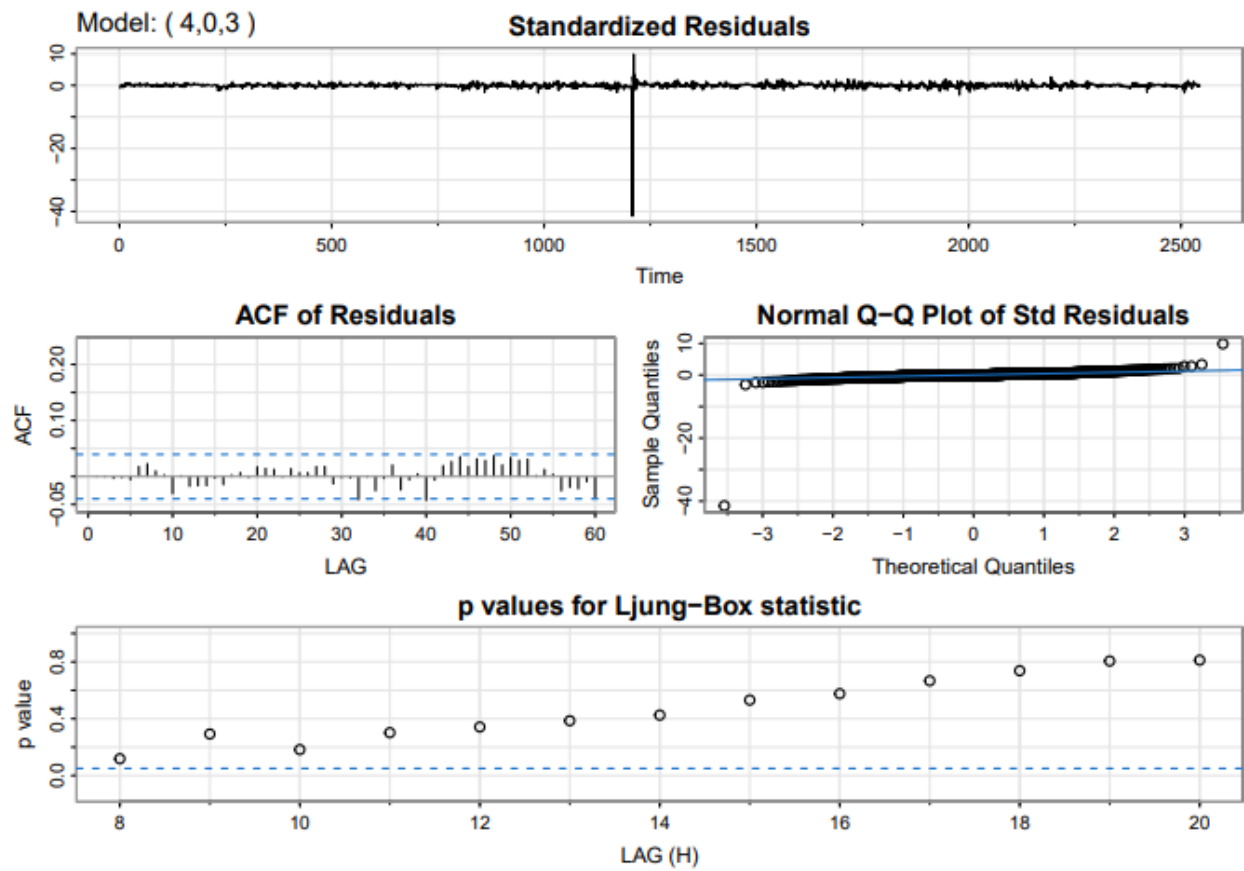 Model: ( 4,0,3 )
Standardized Residuals
10
0
−20
−40
0 500 1000 1500 2000 2500
Time
ACF of Residuals
ACF
0.20
0.10
−0.05
0 10 20 30 40 50 60
LAG
Normal Q−Q Plot of Std Residuals
Sample Quantiles
10
0
−20
−40
−3 −2 −1 0 1 2 3
Theoretical Quantiles
p values for Ljung−Box statistic
p value
0.8
0.4
0.0
8 10 12 14 16 18 20
LAG (H)